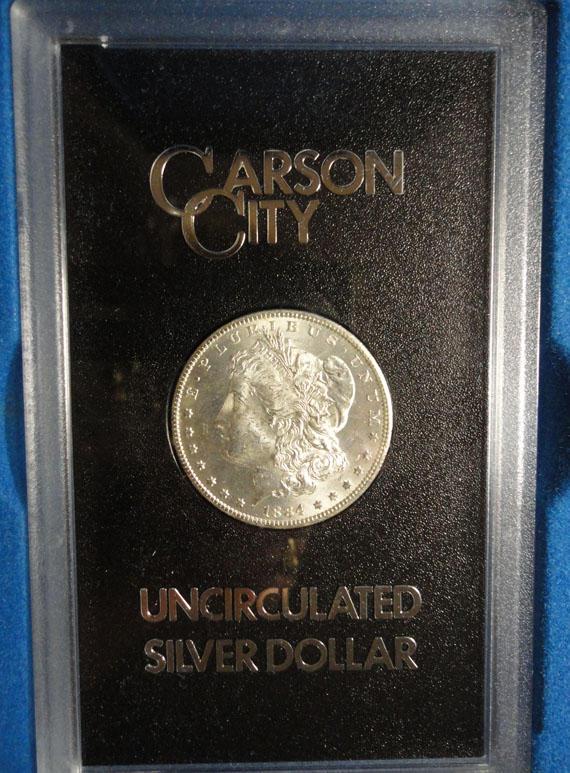 CARSON
CITY
E·PLURIBUS·UNUM
1884
UNCIRCULATED
SILVER DOLLAR